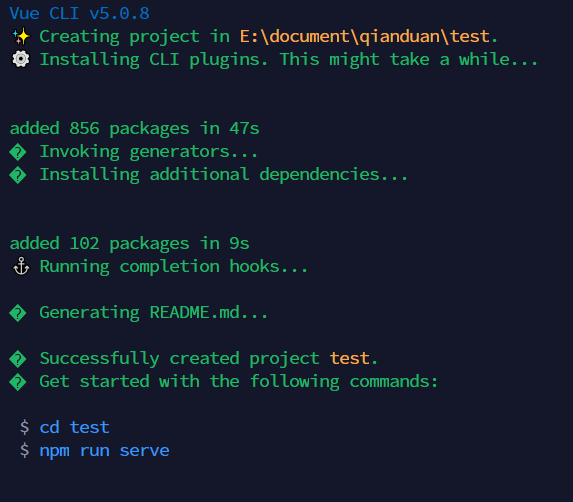 Vue CLI v5.0.8
✨ Creating project in E:\document\qianduan\test.
⚙ Installing CLI plugins. This might take a while...
added 856 packages in 47s
� Invoking generators...
� Installing additional dependencies...
added 102 packages in 9s
⚓ Running completion hooks...
� Generating README.md...
� Successfully created project test.
� Get started with the following commands:
$ cd test
$ npm run serve